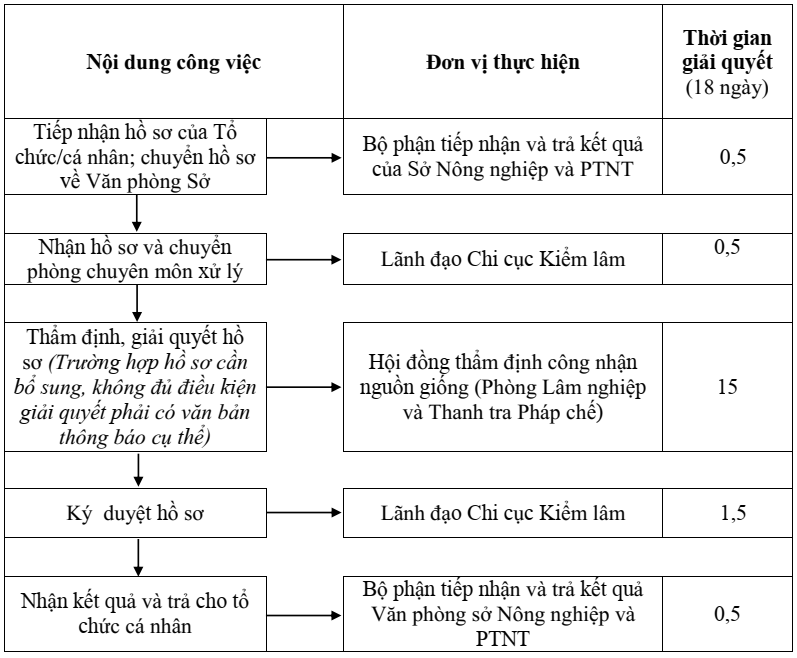 Nội dung công việc
Đơn vị thực hiện
Thời gian
giải quyết
(18 ngày)
Tiếp nhận hồ sơ của Tổ
chức/cá nhân; chuyển hồ sơ
về Văn phòng Sở
Bộ phận tiếp nhận và trả kết quả
của Sở Nông nghiệp và PTNT
0,5
Nhận hồ sơ và chuyển
phòng chuyên môn xử lý
Lãnh đạo Chi cục Kiểm lâm
0,5
Thẩm định, giải quyết hồ
sơ (Trường hợp hồ sơ cần
bổ sung, không đủ điều kiện
giải quyết phải có văn bản
thông báo cụ thể)
Hội đồng thẩm định công nhận
nguồn giống (Phòng Lâm nghiệp
và Thanh tra Pháp chế)
15
Ký duyệt hồ sơ
Lãnh đạo Chi cục Kiểm lâm
1,5
Nhận kết quả và trả cho tổ
chức cá nhân
Bộ phận tiếp nhận và trả kết quả
Văn phòng sở Nông nghiệp và
PTNT
0,5